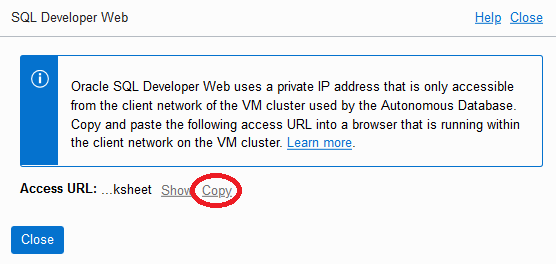 SQL Developer Web Help Close
Oracle SQL Developer Web uses a private IP address that is only accessible
from the client network of the VM cluster used by the Autonomous Database.
Copy and paste the following access URL into a browser that is running within
the client network on the VM cluster. Learn more.
Access URL: ...ksheet Show Copy
Close